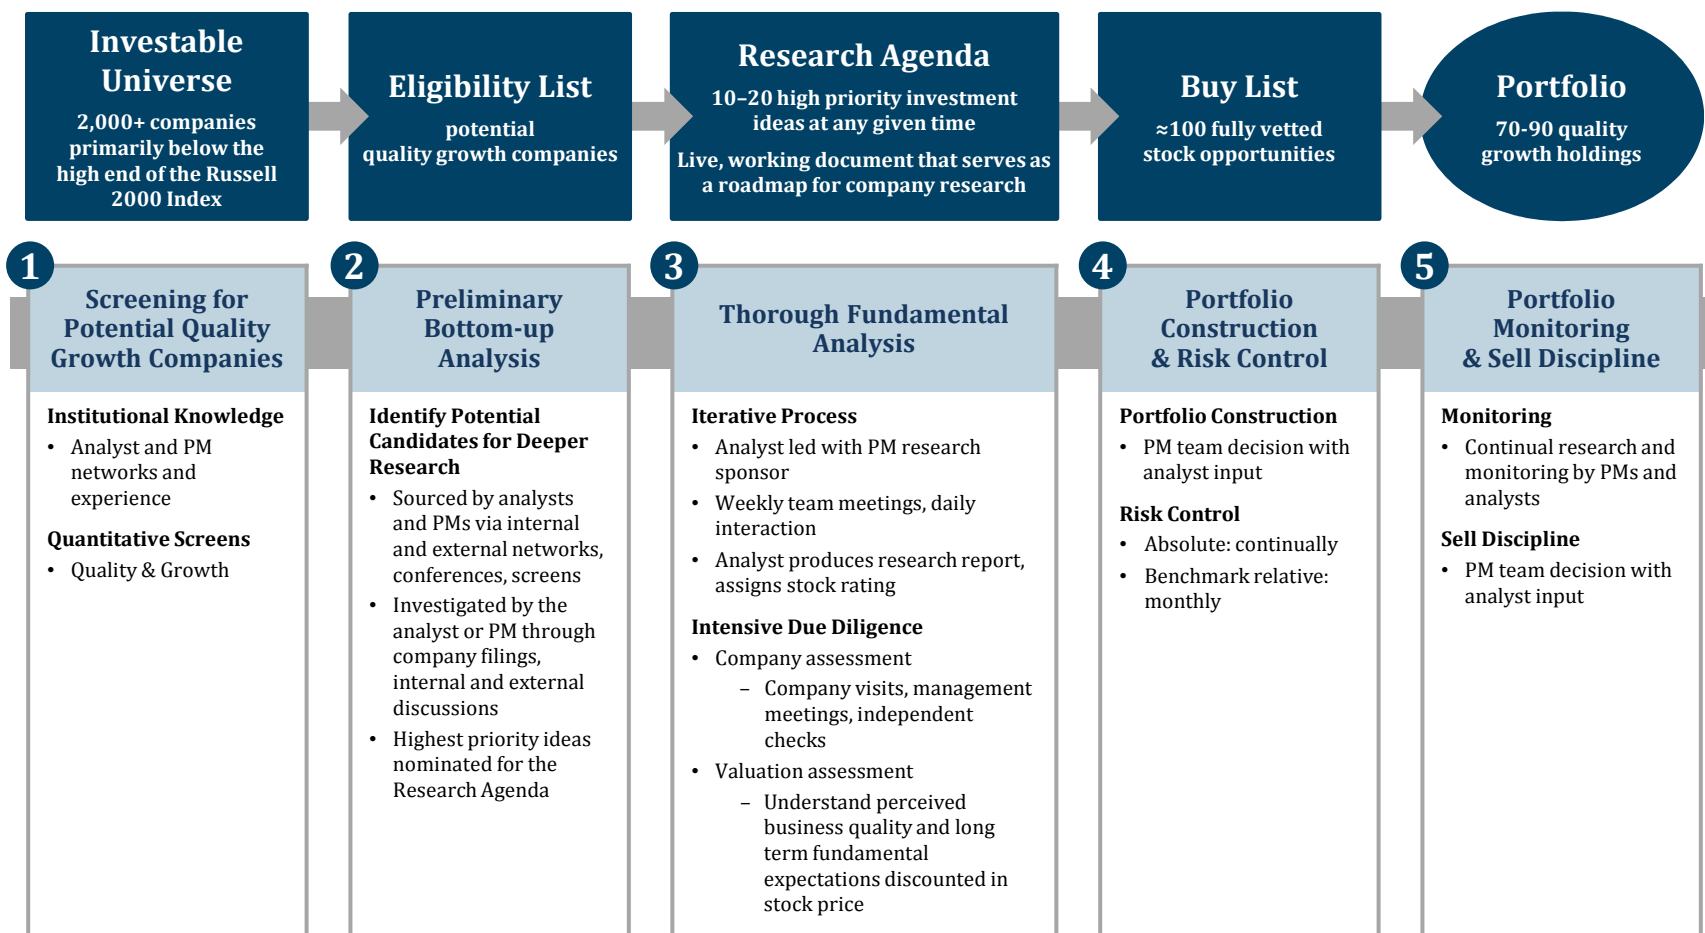 Investable
Universe
2,000+ companies
primarily below the
high end of the Russell
2000 Index
Eligibility List
potential
quality growth companies
Research Agenda
10–20 high priority investment
ideas at any given time
Live, working document that serves as
a roadmap for company research
Buy List
≈100 fully vetted
stock opportunities
Portfolio
70-90 quality
growth holdings
1
Screening for
Potential Quality
Growth Companies
Institutional Knowledge
• Analyst and PM
networks and
experience
Quantitative Screens
• Quality & Growth
2
Preliminary
Bottom-up
Analysis
Identify Potential
Candidates for Deeper
Research
• Sourced by analysts
and PMs via internal
and external networks,
conferences, screens
• Investigated by the
analyst or PM through
company filings,
internal and external
discussions
• Highest priority ideas
nominated for the
Research Agenda
3
Thorough Fundamental
Analysis
Iterative Process
• Analyst led with PM research
sponsor
• Weekly team meetings, daily
interaction
• Analyst produces research report,
assigns stock rating
Intensive Due Diligence
• Company assessment
– Company visits, management
meetings, independent
checks
• Valuation assessment
– Understand perceived
business quality and long
term fundamental
expectations discounted in
stock price
4
Portfolio
Construction
& Risk Control
Portfolio Construction
• PM team decision with
analyst input
Risk Control
• Absolute: continually
• Benchmark relative:
monthly
5
Portfolio
Monitoring
& Sell Discipline
Monitoring
• Continual research and
monitoring by PMs and
analysts
Sell Discipline
• PM team decision with
analyst input